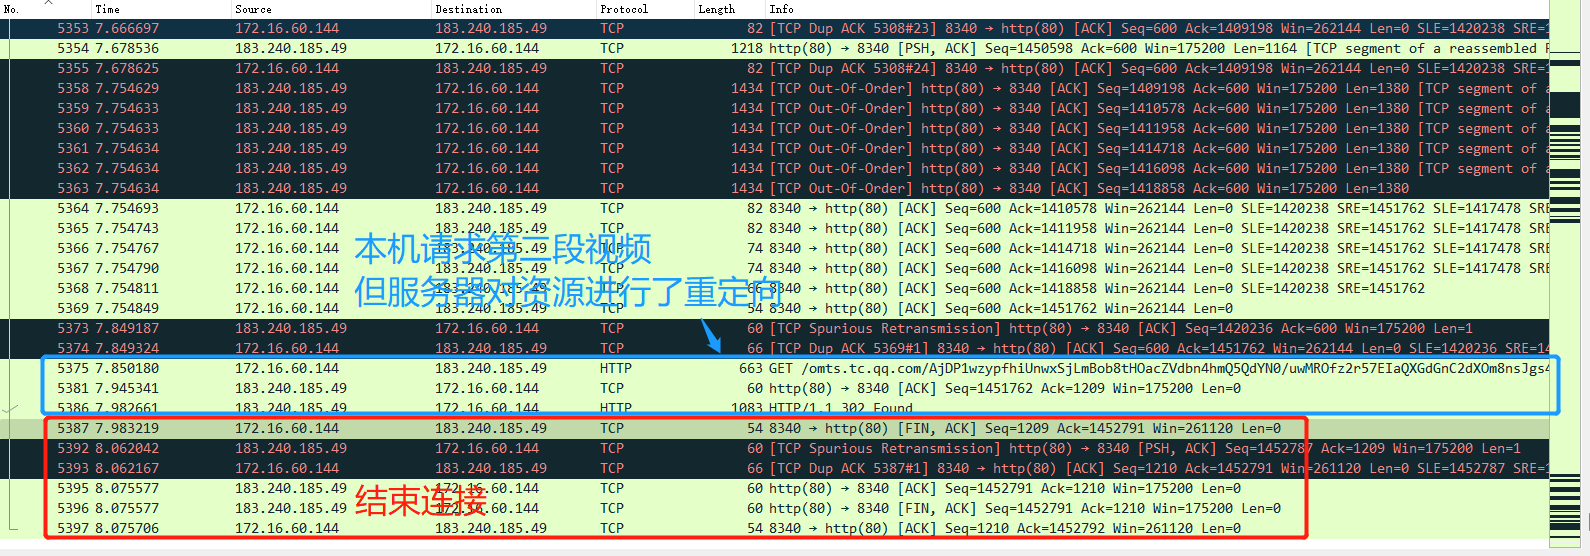 No. Time Source Destination Protocol Length Info
5353 7.666697 172.16.60.144 183.240.185.49 TCP 82 [TCP Dup ACK 5308#23] 8340 → http(80) [ACK] Seq=600 Ack=1409198 Win=262144 Len=0 SLE=1420238 SRE=1
5354 7.678536 183.240.185.49 172.16.60.144 TCP 1218 http(80) → 8340 [PSH, ACK] Seq=1450598 Ack=600 Win=175200 Len=1164 [TCP segment of a reassembled P
5355 7.678625 172.16.60.144 183.240.185.49 TCP 82 [TCP Dup ACK 5308#24] 8340 → http(80) [ACK] Seq=600 Ack=1409198 Win=262144 Len=0 SLE=1420238 SRE=1
5358 7.754629 183.240.185.49 172.16.60.144 TCP 1434 [TCP Out-Of-Order] http(80) → 8340 [ACK] Seq=1409198 Ack=600 Win=175200 Len=1380 [TCP segment of a
5359 7.754633 183.240.185.49 172.16.60.144 TCP 1434 [TCP Out-Of-Order] http(80) → 8340 [ACK] Seq=1410578 Ack=600 Win=175200 Len=1380 [TCP segment of a
5360 7.754633 183.240.185.49 172.16.60.144 TCP 1434 [TCP Out-Of-Order] http(80) → 8340 [ACK] Seq=1411958 Ack=600 Win=175200 Len=1380 [TCP segment of a
5361 7.754634 183.240.185.49 172.16.60.144 TCP 1434 [TCP Out-Of-Order] http(80) → 8340 [ACK] Seq=1414718 Ack=600 Win=175200 Len=1380 [TCP segment of a
5362 7.754634 183.240.185.49 172.16.60.144 TCP 1434 [TCP Out-Of-Order] http(80) → 8340 [ACK] Seq=1416098 Ack=600 Win=175200 Len=1380 [TCP segment of a
5363 7.754634 183.240.185.49 172.16.60.144 TCP 1434 [TCP Out-Of-Order] http(80) → 8340 [ACK] Seq=1418858 Ack=600 Win=175200 Len=1380
5364 7.754693 172.16.60.144 183.240.185.49 TCP 82 8340 → http(80) [ACK] Seq=600 Ack=1410578 Win=262144 Len=0 SLE=1420238 SRE=1451762 SLE=1417478 SRE
5365 7.754743 172.16.60.144 183.240.185.49 TCP 82 8340 → http(80) [ACK] Seq=600 Ack=1411958 Win=262144 Len=0 SLE=1420238 SRE=1451762 SLE=1417478 SRE
本机请求第二段视频
5366 7.754767 172.16.60.144 183.240.185.49 TCP 74 8340 → http(80) [ACK] Seq=600 Ack=1414718 Win=262144 Len=0 SLE=1420238 SRE=1451762 SLE=1417478 SRE
5367 7.754790 172.16.60.144 183.240.185.49 TCP 74 8340 → http(80) [ACK] Seq=600 Ack=1416098 Win=262144 Len=0 SLE=1420238 SRE=1451762 SLE=1417478 SRE
但服务器对资源进行了重定向
5368 7.754811 172.16.60.144 183.240.185.49 TCP 66 8340 → http(80) [ACK] Seq=600 Ack=1418858 Win=262144 Len=0 SLE=1420238 SRE=1451762
5369 7.754849 172.16.60.144 183.240.185.49 TCP 54 8340 → http(80) [ACK] Seq=600 Ack=1451762 Win=262144 Len=0
5373 7.849187 183.240.185.49 172.16.60.144 TCP 60 [TCP Spurious Retransmission] http(80) → 8340 [ACK] Seq=1420236 Ack=600 Win=175200 Len=1
5374 7.849324 172.16.60.144 183.240.185.49 TCP 66 [TCP Dup ACK 5369#1] 8340 → http(80) [ACK] Seq=600 Ack=1451762 Win=262144 Len=0 SLE=1420236 SRE=14
5375 7.850180 172.16.60.144 183.240.185.49 HTTP 663 GET /omts.tc.qq.com/AjDP1wzypfhiUnwxSjLmBob8tHOacZVdbn4hmQ5QdYN0/uwMROfz2r57EIaQXGdGnC2dXOm8nsJgs4
5381 7.945341 183.240.185.49 172.16.60.144 TCP 60 http(80) → 8340 [ACK] Seq=1451762 Ack=1209 Win=175200 Len=0
5386 7.982661 183.240.185.49 172.16.60.144 HTTP 1083 HTTP/1.1 302 Found
5387 7.983219 172.16.60.144 183.240.185.49 TCP 54 8340 → http(80) [FIN, ACK] Seq=1209 Ack=1452791 Win=261120 Len=0
5392 8.062042 183.240.185.49 172.16.60.144 TCP 60 [TCP Spurious Retransmission] http(80) → 8340 [PSH, ACK] Seq=1452787 Ack=1209 Win=175200 Len=1
5393 8.062167 172.16.60.144 183.240.185.49 TCP 66 [TCP Dup ACK 5387#1] 8340 → http(80) [ACK] Seq=1210 Ack=1452791 Win=261120 Len=0 SLE=1452787 SRE=1
5395 8.075577 183.240.185.49 172.16.60.144 TCP 60 http(80) → 8340 [ACK] Seq=1452791 Ack=1210 Win=175200 Len=0
结束连接
5396 8.075577 183.240.185.49 172.16.60.144 TCP 60 http(80) → 8340 [FIN, ACK] Seq=1452791 Ack=1210 Win=175200 Len=0
5397 8.075706 172.16.60.144 183.240.185.49 TCP 54 8340 → http(80) [ACK] Seq=1210 Ack=1452792 Win=261120 Len=0